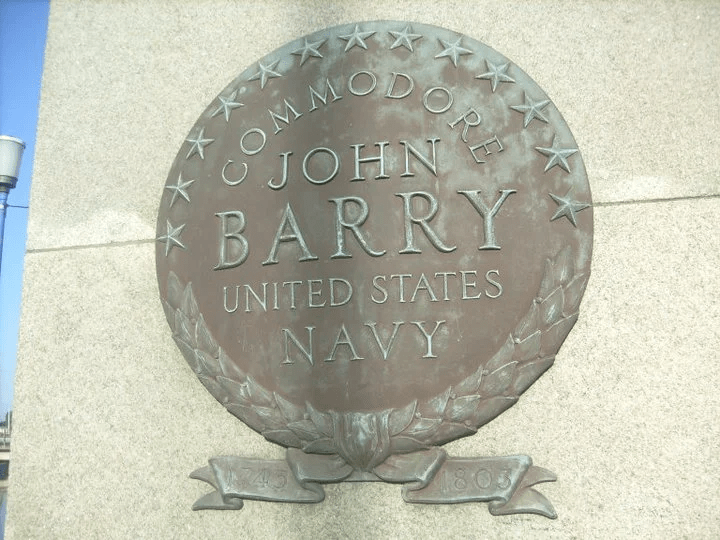 COMMODORE
JOHN
BARRY
UNITED STATES
NAVY
1745 1803